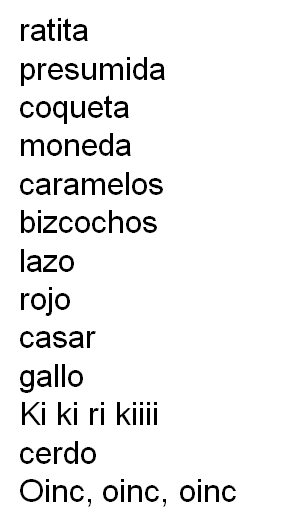 ratita
presumida
coqueta
moneda
caramelos
bizcochos
lazo
rojo
casar
gallo
Ki ki ri kiiii
cerdo
Oinc, oinc, oinc